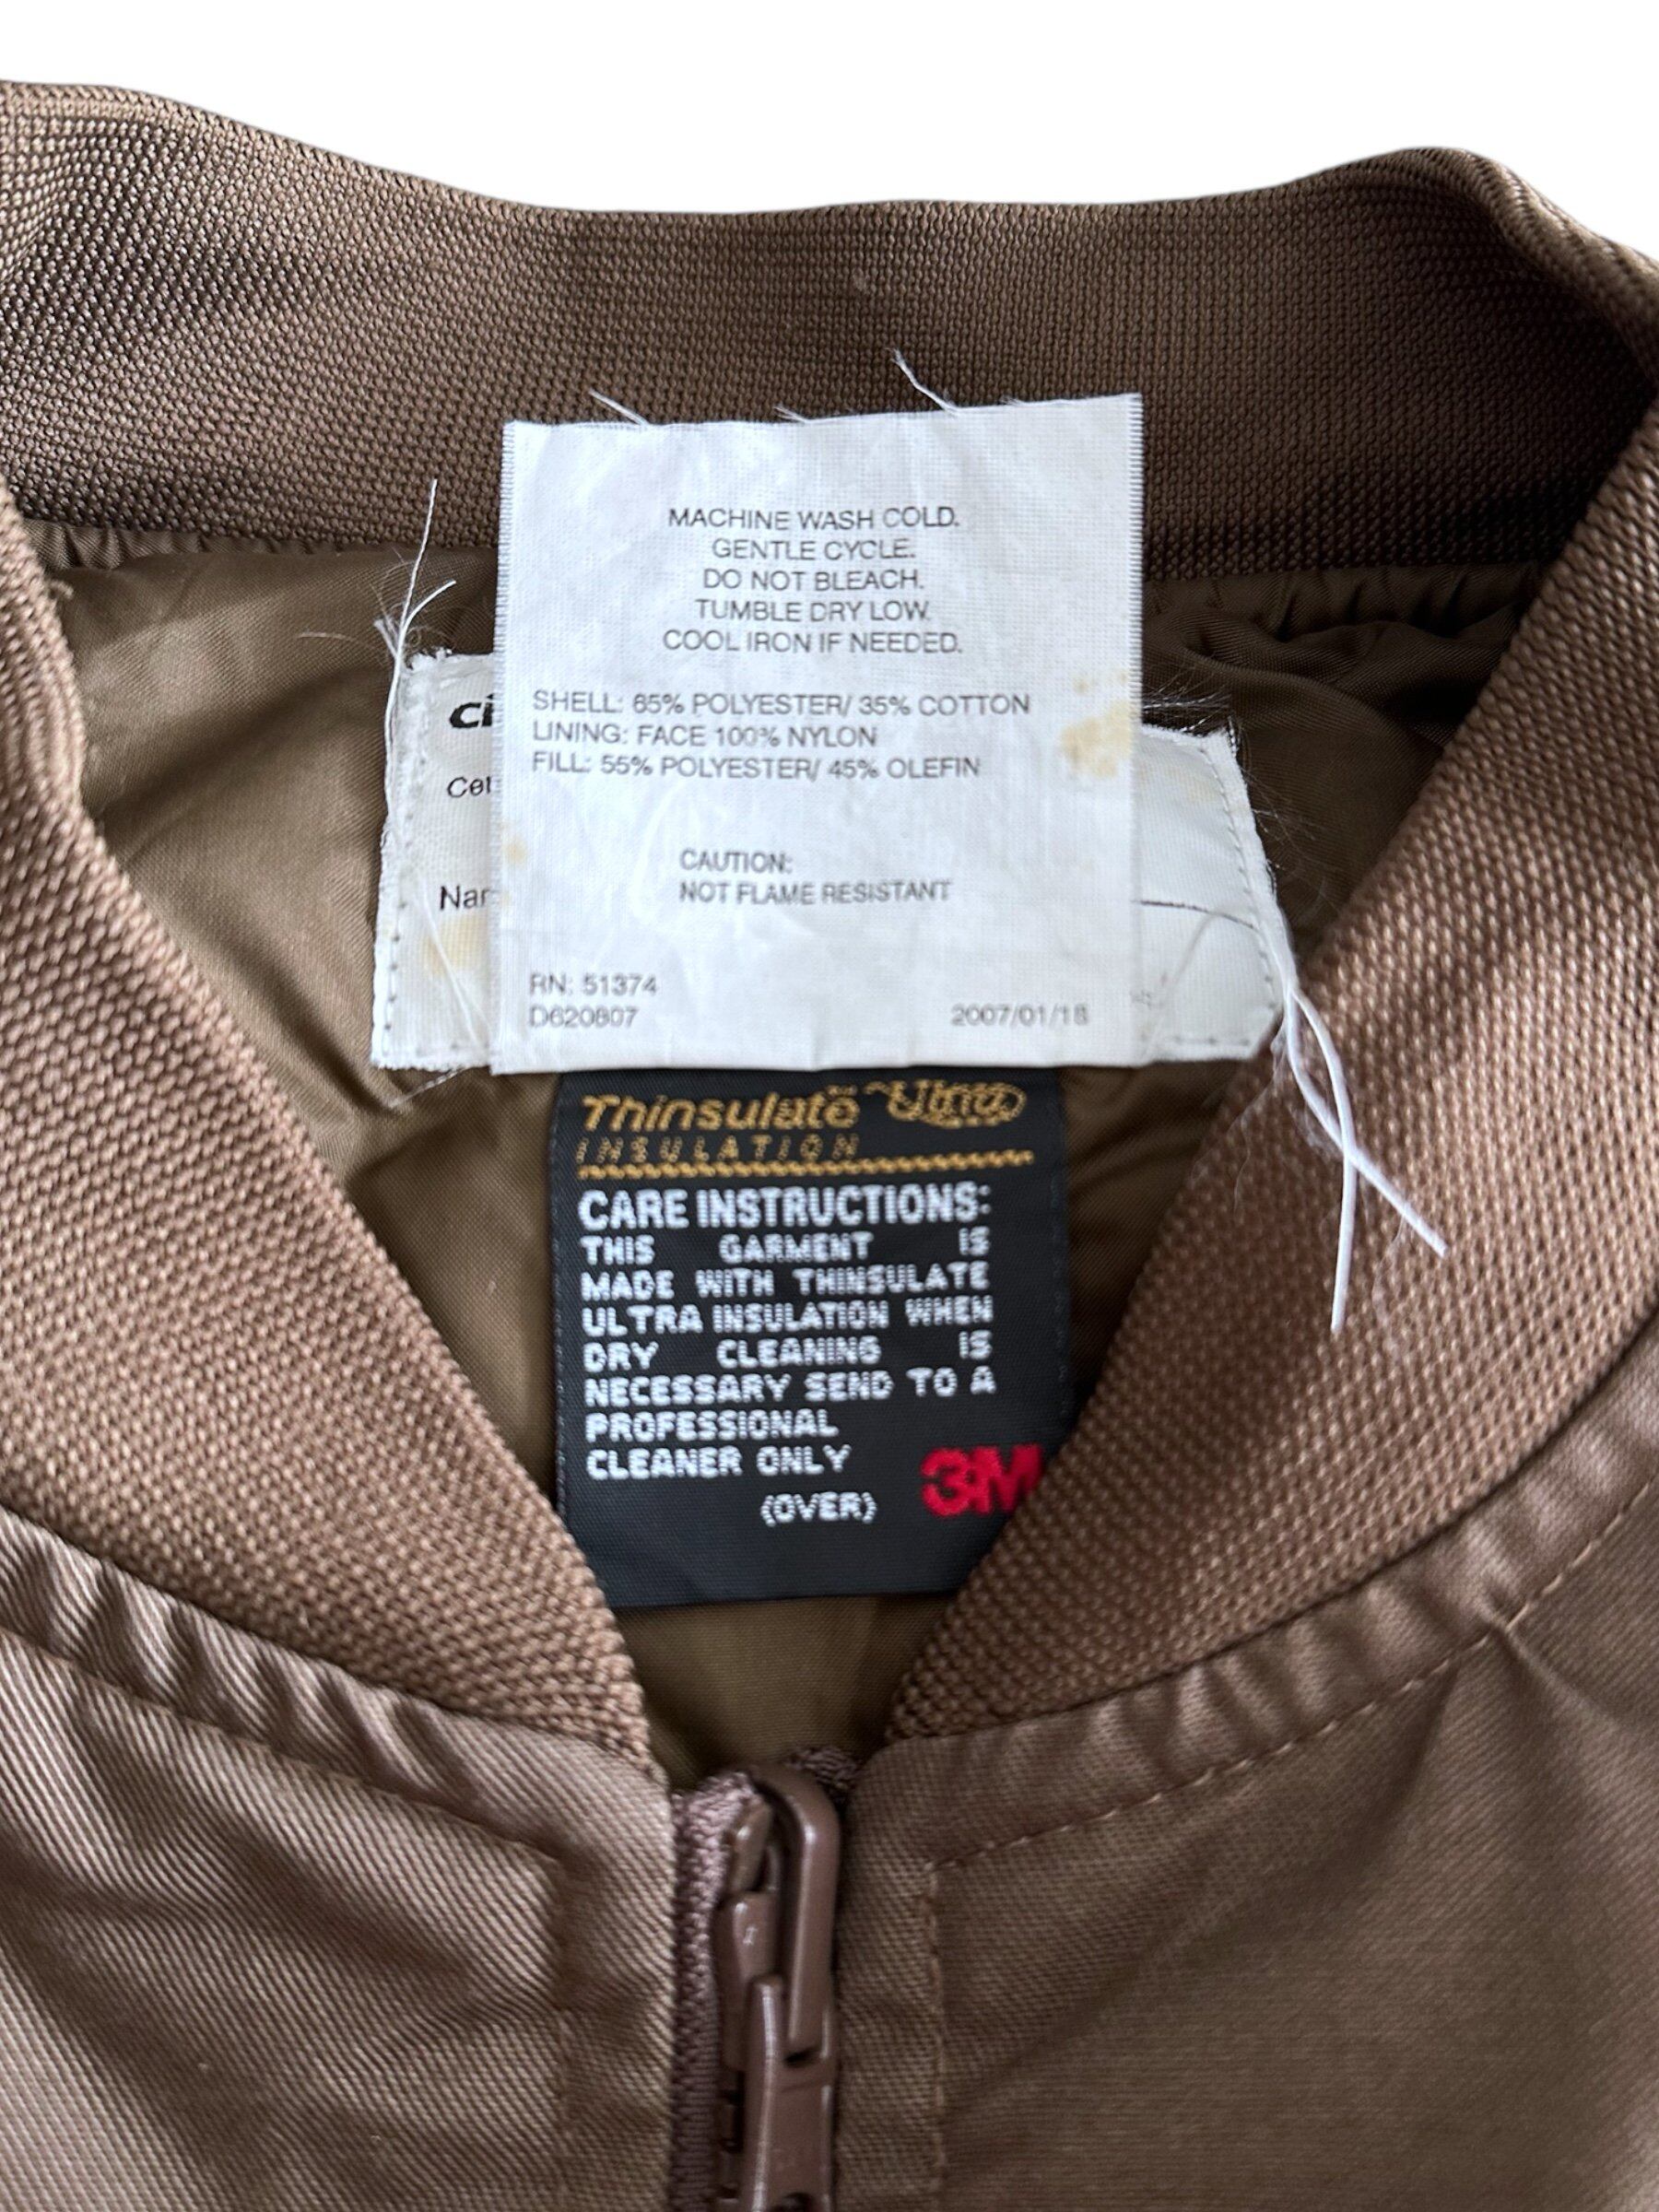 MACHINE WASH COLD.
GENTLE CYCLE.
DO NOT BLEACH.
TUMBLE DRY LOW.
COOL IRON IF NEEDED.
SHELL: 65% POLYESTER/ 35% COTTON
LINING: FACE 100% NYLON
FILL: 55% POLYESTER/ 45% OLEFIN
CAUTION:
NOT FLAME RESISTANT
RN: 51374
D620807 2007/01/18
Thinsulate™ Ultra
INSULATION
CARE INSTRUCTIONS:
THIS GARMENT IS
MADE WITH THINSULATE
ULTRA INSULATION WHEN
DRY CLEANING IS
NECESSARY SEND TO A
PROFESSIONAL
CLEANER ONLY
(OVER) 3M